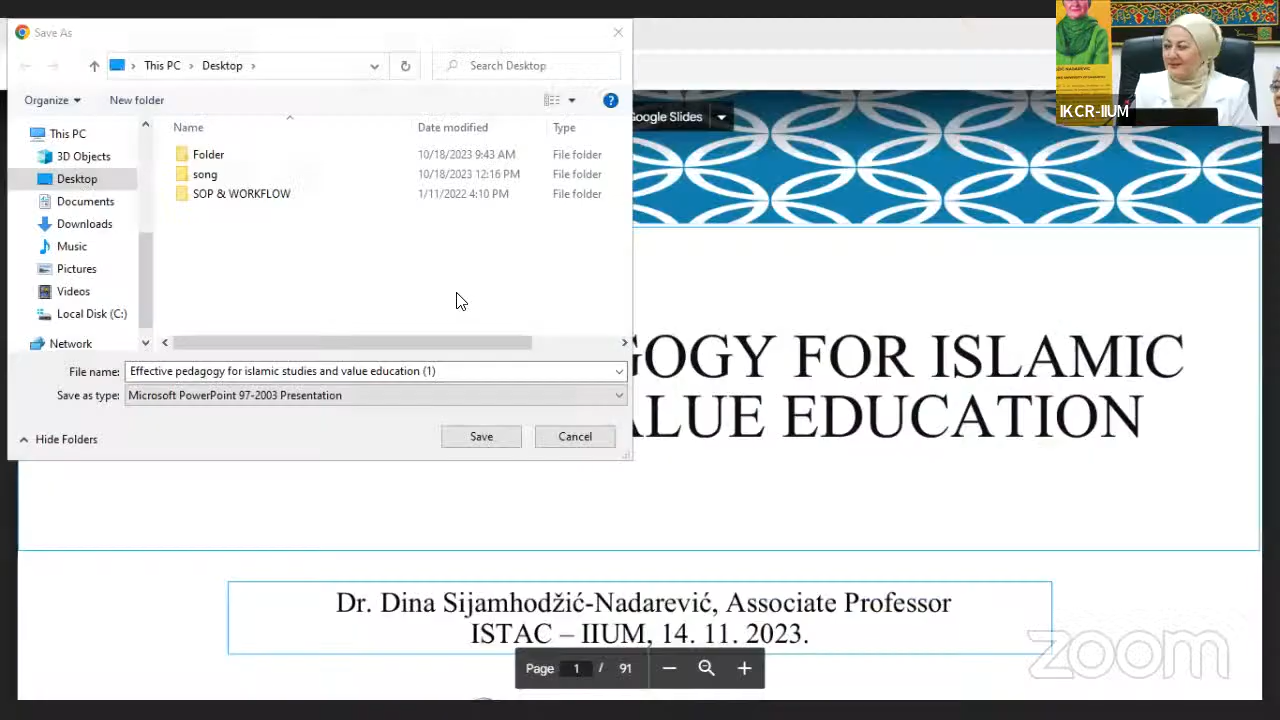 Save As
This PC
Desktop
Search Desktop
Organize
New folder
?
Name
Date modified
Type
This PC
3D Objects
Desktop
Documents
Downloads
Music
Pictures
Videos
Local Disk (C:)
Network
Folder 10/18/2023 9:43 AM File folder
song 10/18/2023 12:16 PM File folder
SOP & WORKFLOW 1/11/2022 4:10 PM File folder
File name: Effective pedagogy for islamic studies and value education (1)
Save as type: Microsoft PowerPoint 97-2003 Presentation
Hide Folders
Save
Cancel
Google Slides
IKCR-IIUM
GOGY FOR ISLAMIC
ALUE EDUCATION
Dr. Dina Sijamhodžić-Nadarević, Associate Professor
ISTAC – IIUM, 14. 11. 2023.
Page 1 / 91
zoom